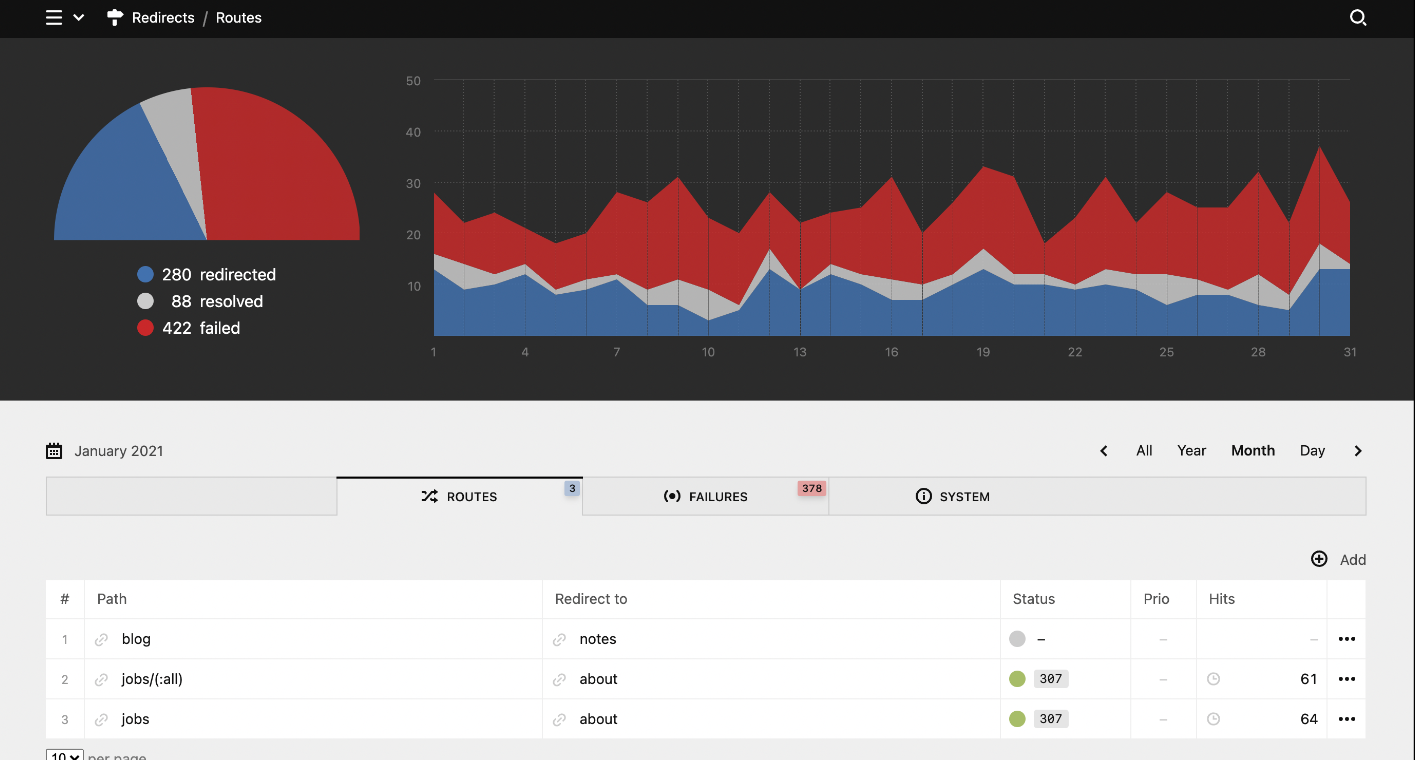 Redirects / Routes
280 redirected
88 resolved
422 failed
50
40
30
20
10
1 4 7 10 13 16 19 22 25 28 31
January 2021
All Year Month Day
ROUTES 3 FAILURES 378 SYSTEM
Add
# Path Redirect to Status Prio Hits
1 blog notes – – –
2 jobs/(:all) about 307 – 61
3 jobs about 307 – 64
10 per page